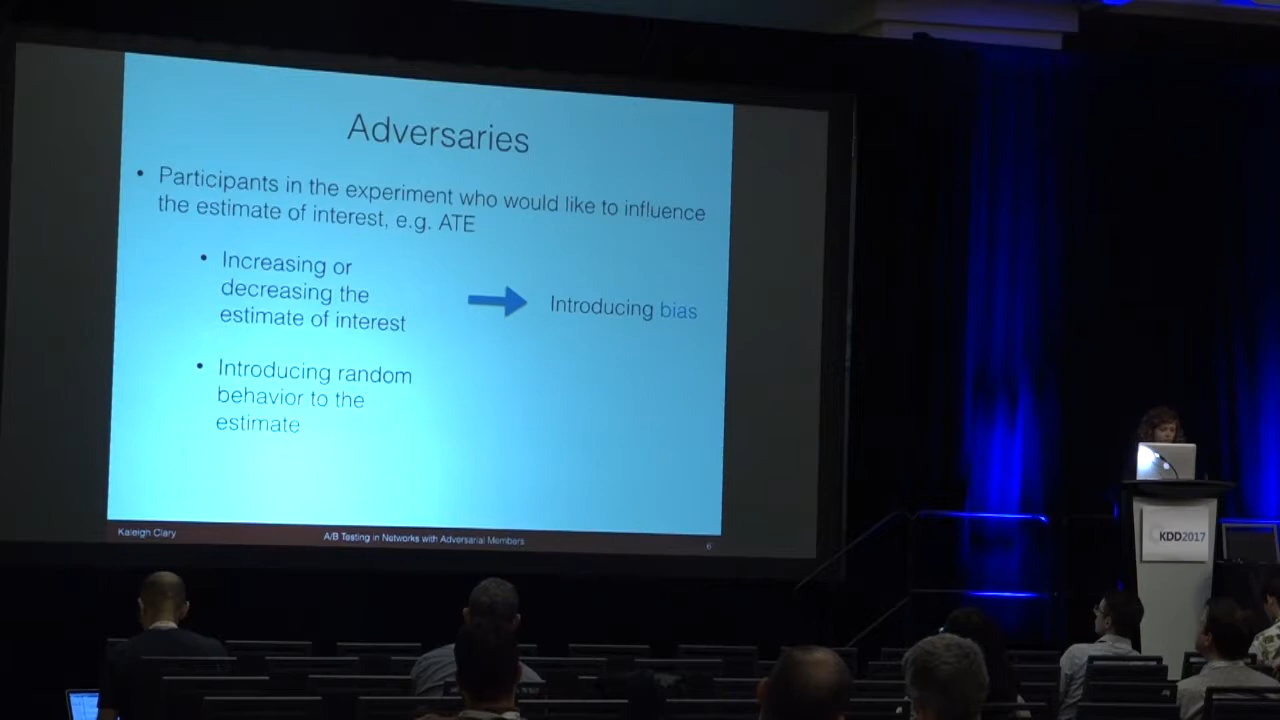 Adversaries
• Participants in the experiment who would like to influence
the estimate of interest, e.g. ATE
• Increasing or
decreasing the
estimate of interest
Introducing bias
• Introducing random
behavior to the
estimate
Kaleigh Clary
A/B Testing in Networks with Adversarial Members
6
KDD2017